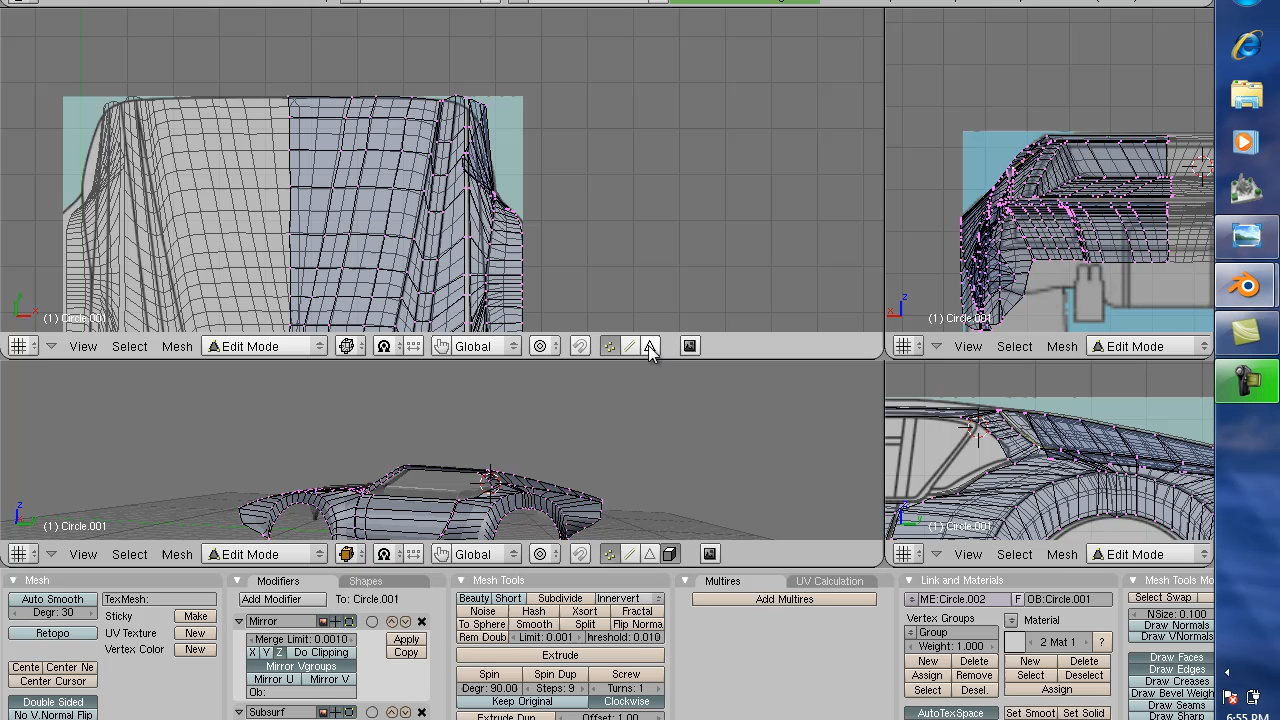 (1) Circle.001
(1) Circle.001
View Select Mesh Edit Mode Global
View Select Mesh Edit Mode
(1) Circle.001
(1) Circle.001
View Select Mesh Edit Mode Global
View Select Mesh Edit Mode
Mesh
Auto Smooth
Degr: 30
Retopo
Cente Center Ne
Center Cursor
Double Sided
No V.Normal Flip
TexMesh:
Sticky Make
UV Texture New
Vertex Color New
Modifiers Shapes
Add Modifier To: Circle.001
Mirror
Merge Limit: 0.0010 Apply
X Y Z Do Clipping Copy
Mirror Vgroups
Mirror U Mirror V
Ob:
Subsurf
Mesh Tools
Beauty Short Subdivide Innervert
Noise Hash Xsort Fractal
To Sphere Smooth Split Flip Norma
Rem Doub Limit: 0.001 hreshold: 0.010
Extrude
Spin Spin Dup Screw
Degr: 90.00 Steps: 9 Turns: 1
Keep Original Clockwise
Extrude Dup Offset: 1.00
Multires UV Calculation
Add Multires
Link and Materials
ME:Circle.002 F OB:Circle.001
Vertex Groups
Group
Weight: 1.000
New Delete
Assign Remove
Select Desel.
AutoTexSpace
Material
2 Mat 1 ?
New Delete
Select Deselect
Assign
Set Smoot Set Solid
Mesh Tools Mo
Select Swap
NSize: 0.100
Draw Normals
Draw VNormals
Draw Faces
Draw Edges
Draw Creases
Draw Bevel Weigh
Draw Seams
6:55 PM